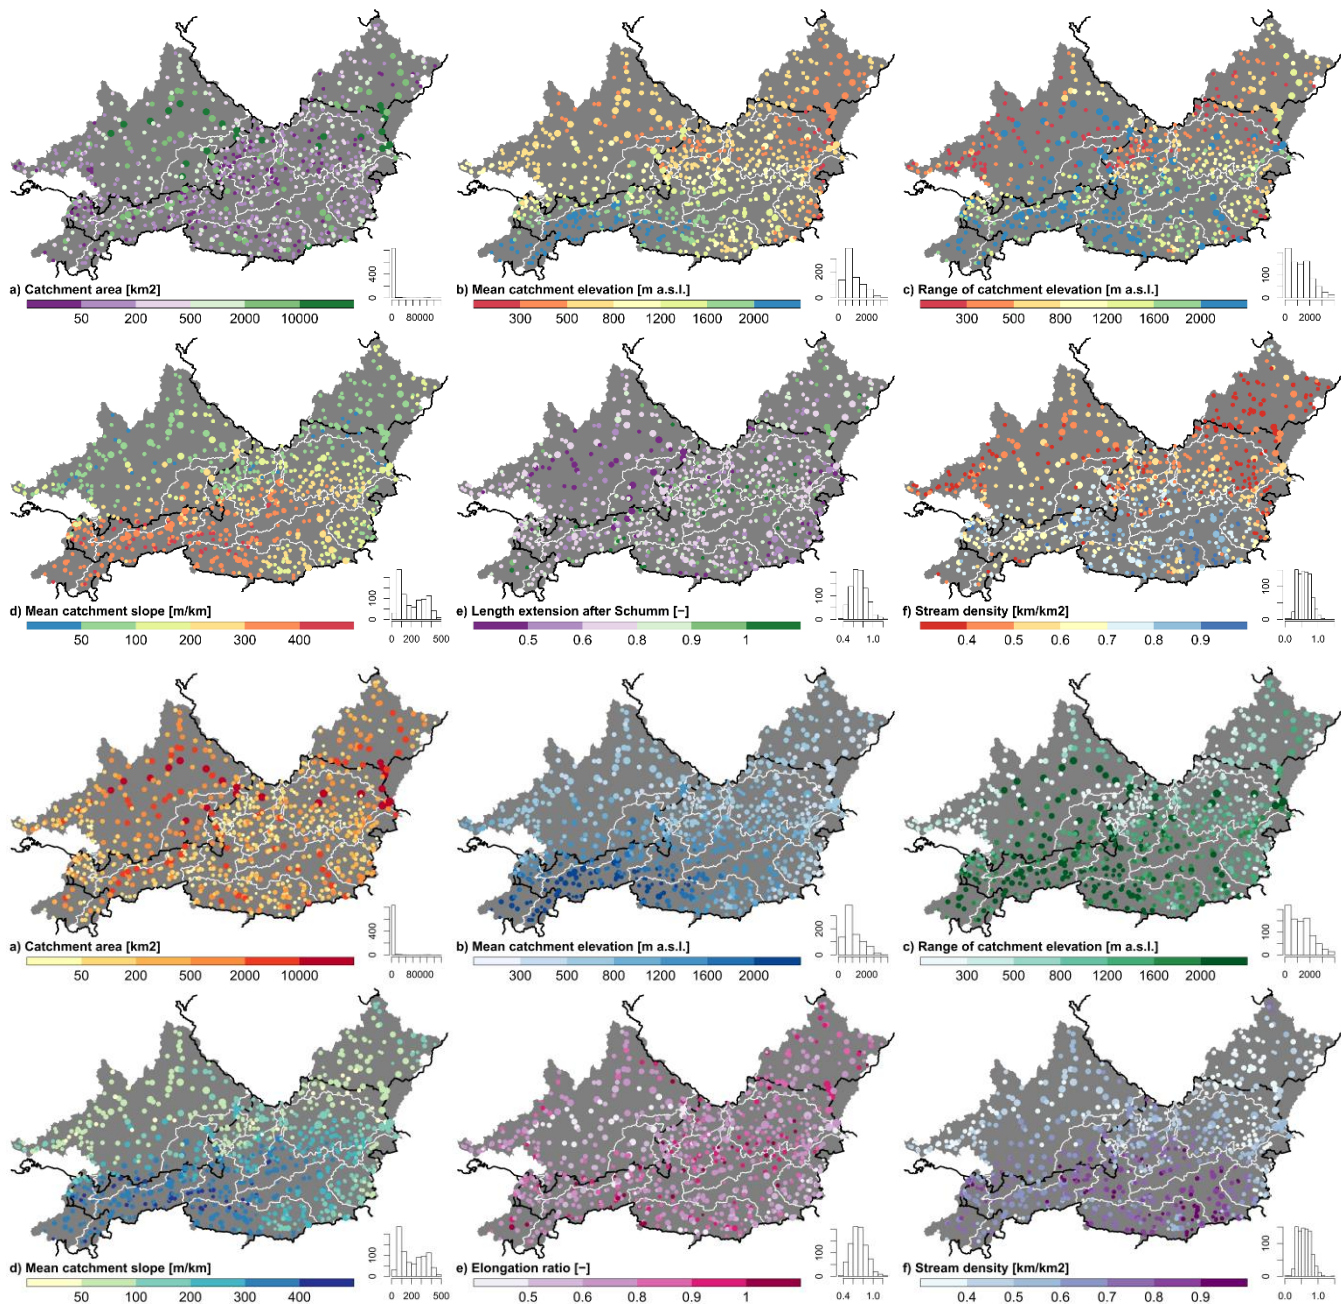 400
0
0 80000
a) Catchment area [km2]
50 200 500 2000 10000
200
0
0 2000
b) Mean catchment elevation [m a.s.l.]
300 500 800 1200 1600 2000
100
0
0 2000
c) Range of catchment elevation [m a.s.l.]
300 500 800 1200 1600 2000
100
0
0 200 500
d) Mean catchment slope [m/km]
50 100 200 300 400
100
0
0.4 1.0
e) Length extension after Schumm [−]
0.5 0.6 0.8 0.9 1
100
0
0.0 1.0
f) Stream density [km/km2]
0.4 0.5 0.6 0.7 0.8 0.9
400
0
0 80000
a) Catchment area [km2]
50 200 500 2000 10000
200
0
0 2000
b) Mean catchment elevation [m a.s.l.]
300 500 800 1200 1600 2000
100
0
0 2000
c) Range of catchment elevation [m a.s.l.]
300 500 800 1200 1600 2000
100
0
0 200 500
d) Mean catchment slope [m/km]
50 100 200 300 400
100
0
0.4 1.0
e) Elongation ratio [−]
0.5 0.6 0.8 0.9 1
100
0
0.0 1.0
f) Stream density [km/km2]
0.4 0.5 0.6 0.7 0.8 0.9